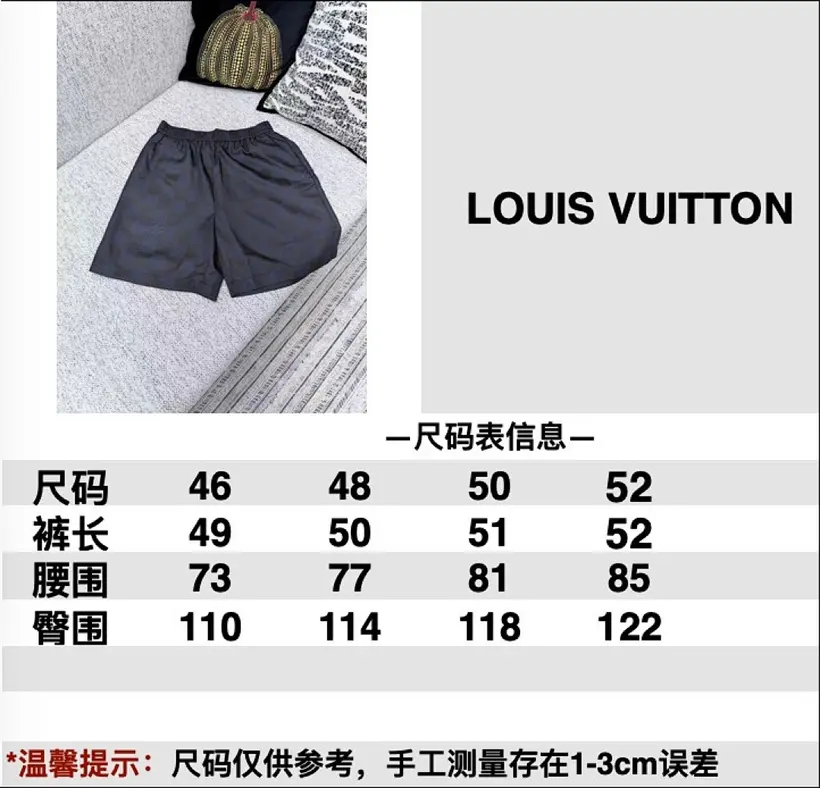 LOUIS VUITTON
—尺码表信息—
尺码 46 48 50 52
裤长 49 50 51 52
腰围 73 77 81 85
臀围 110 114 118 122
*温馨提示：尺码仅供参考，手工测量存在1-3cm误差